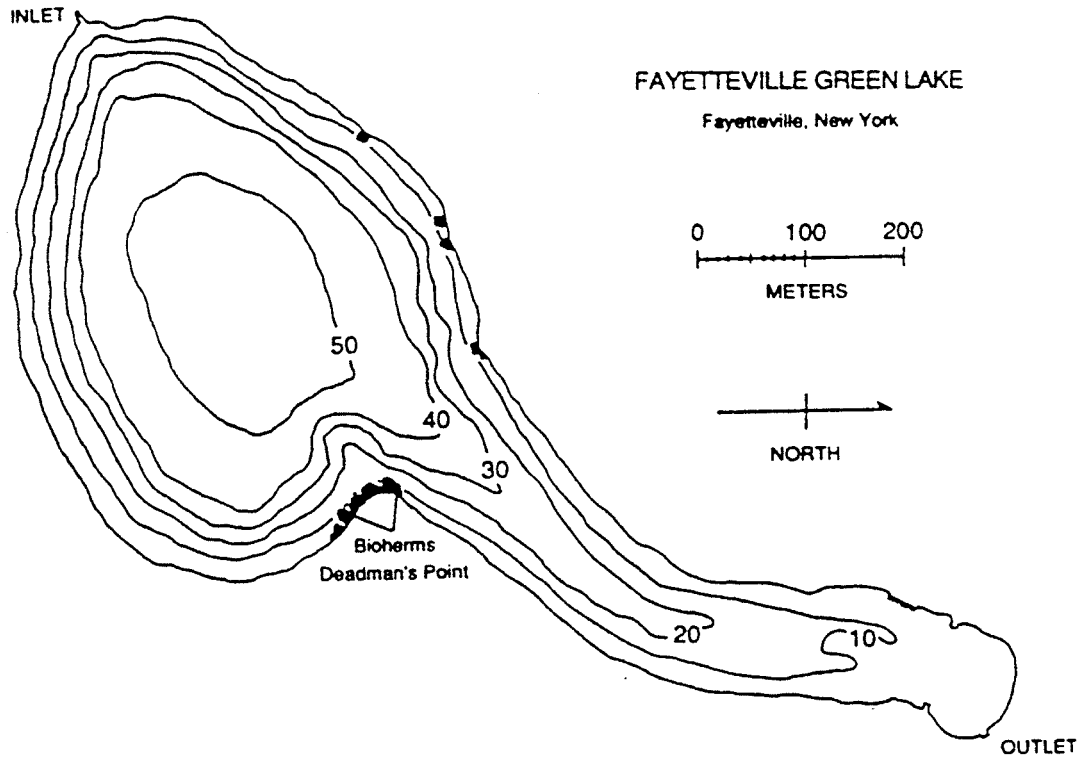 INLET
FAYETTEVILLE GREEN LAKE
Fayetteville, New York
0 100 200
METERS
50
40
NORTH
30
Bioherms
Deadman's Point
20
10
OUTLET